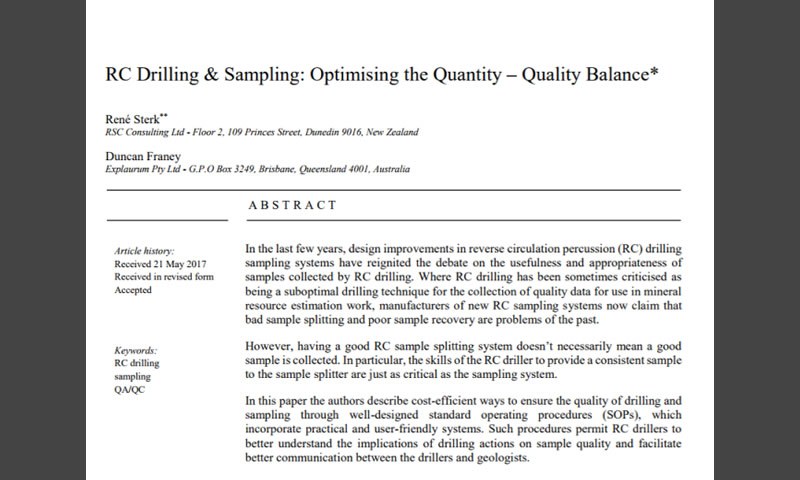 RC Drilling & Sampling: Optimising the Quantity – Quality Balance*
René Sterk**
RSC Consulting Ltd - Floor 2, 109 Princes Street, Dunedin 9016, New Zealand
Duncan Franey
Explaurum Pty Ltd - G.P.O Box 3249, Brisbane, Queensland 4001, Australia
ABSTRACT
Article history:
Received 21 May 2017
Received in revised form
Accepted
Keywords:
RC drilling
sampling
QA/QC
In the last few years, design improvements in reverse circulation percussion (RC) drilling
sampling systems have reignited the debate on the usefulness and appropriateness of
samples collected by RC drilling. Where RC drilling has been sometimes criticised as
being a suboptimal drilling technique for the collection of quality data for use in mineral
resource estimation work, manufacturers of new RC sampling systems now claim that
bad sample splitting and poor sample recovery are problems of the past.
However, having a good RC sample splitting system doesn't necessarily mean a good
sample is collected. In particular, the skills of the RC driller to provide a consistent sample
to the sample splitter are just as critical as the sampling system.
In this paper the authors describe cost-efficient ways to ensure the quality of drilling and
sampling through well-designed standard operating procedures (SOPs), which
incorporate practical and user-friendly systems. Such procedures permit RC drillers to
better understand the implications of drilling actions on sample quality and facilitate
better communication between the drillers and geologists.